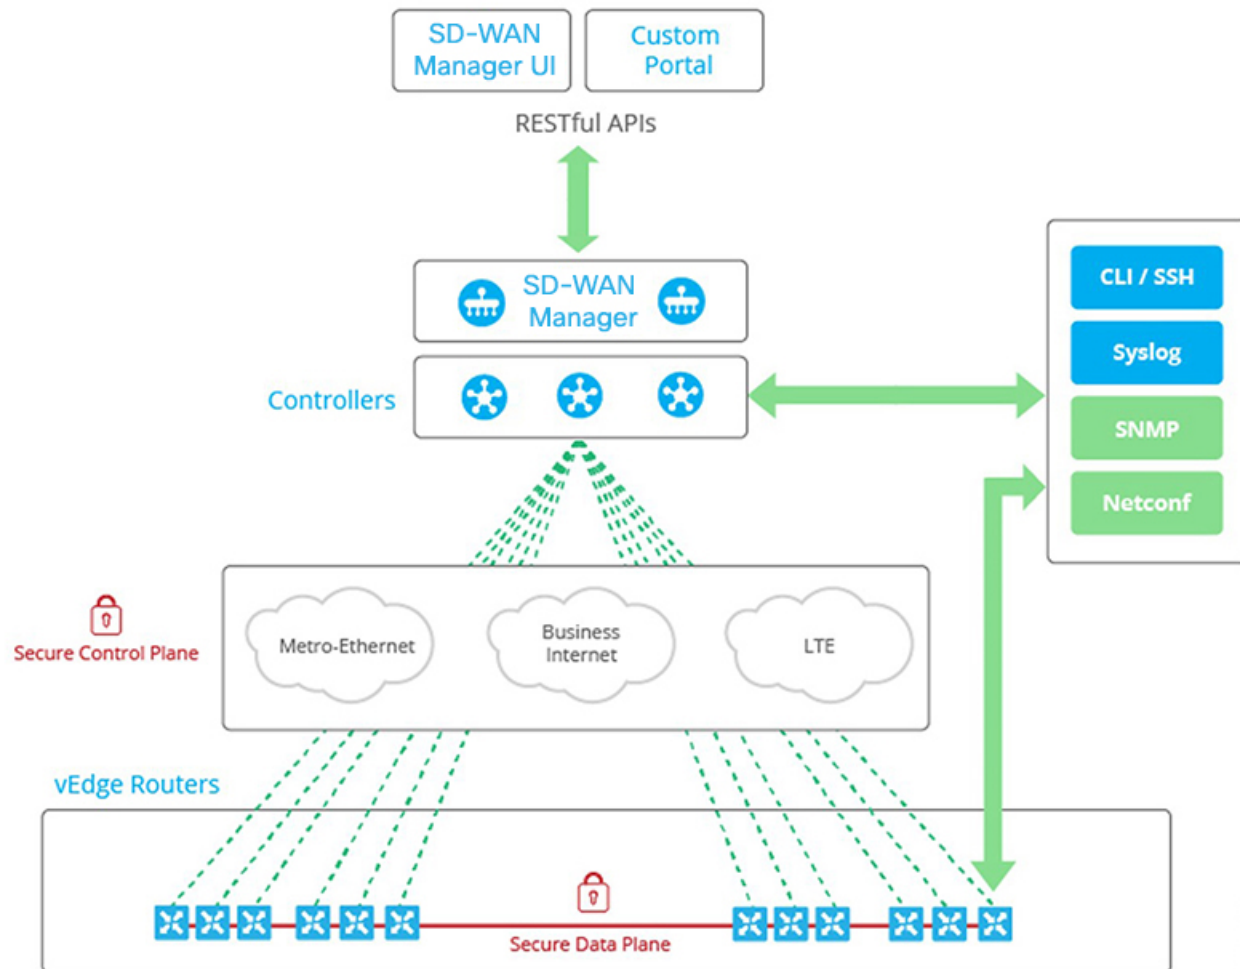 SD-WAN
Manager UI
Custom
Portal
RESTful APIs
SD-WAN
Manager
CLI / SSH
Syslog
Controllers
SNMP
Netconf
Metro-Ethernet
Business
Internet
LTE
Secure Control Plane
vEdge Routers
Secure Data Plane